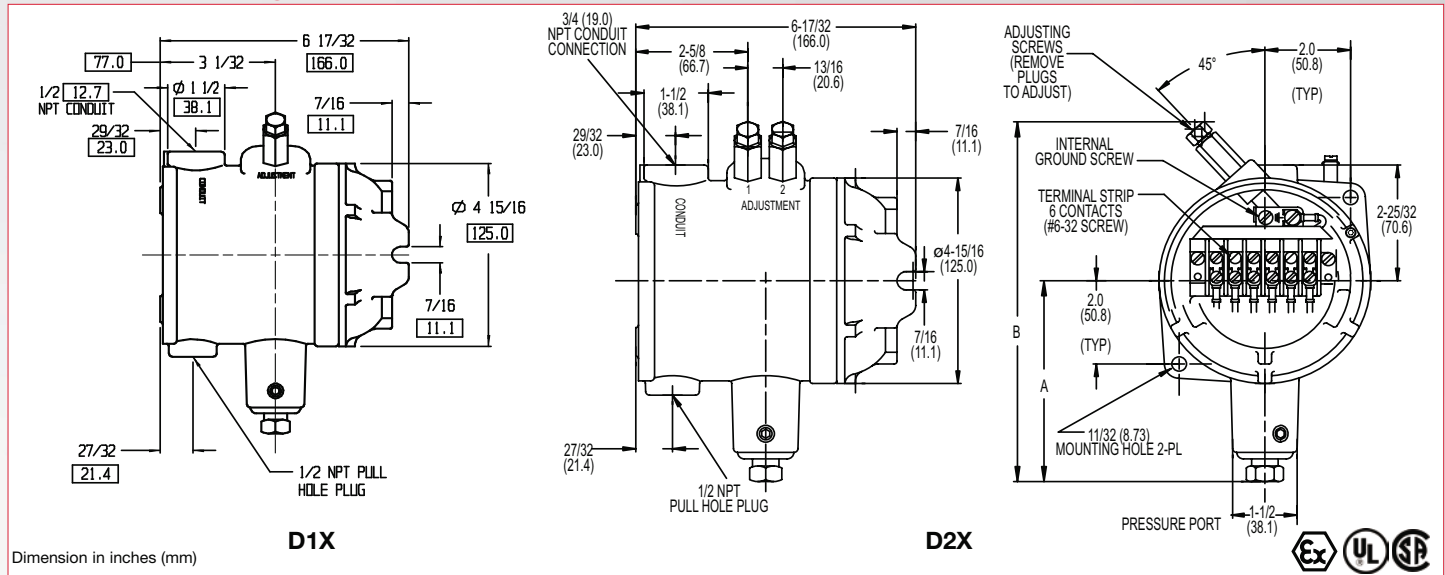 6 17/32
166.0
77.0
3 1/32
Ø 1 1/2
38.1
1/2 12.7
NPT CONDUIT
29/32
23.0
7/16
11.1
CONDUIT
ADJUSTMENT
Ø 4 15/16
125.0
7/16
11.1
27/32
21.4
1/2 NPT PULL
HOLE PLUG
D1X
Dimension in inches (mm)
3/4 (19.0)
NPT CONDUIT
CONNECTION
6-17/32
(166.0)
2-5/8
(66.7)
13/16
(20.6)
1-1/2
(38.1)
29/32
(23.0)
7/16
(11.1)
1
2
ADJUSTMENT
CONDUIT
ø4-15/16
(125.0)
7/16
(11.1)
27/32
(21.4)
1/2 NPT
PULL HOLE PLUG
D2X
ADJUSTING
SCREWS
(REMOVE
PLUGS
TO ADJUST)
45°
2.0
(50.8)
(TYP)
INTERNAL
GROUND SCREW
TERMINAL STRIP
6 CONTACTS
(#6-32 SCREW)
2-25/32
(70.6)
2.0
(50.8)
(TYP)
B
A
11/32 (8.73)
MOUNTING HOLE 2-PL
PRESSURE PORT
1-1/2
(38.1)
Ex
UL
SA